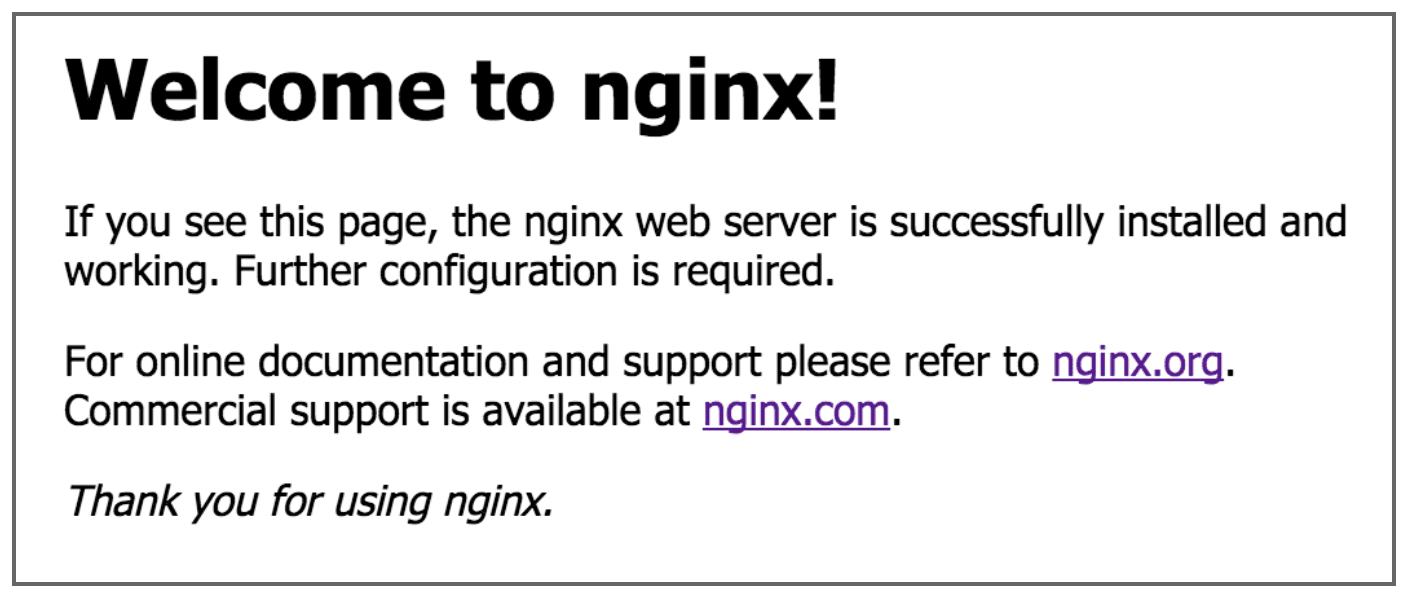 Welcome to nginx!
If you see this page, the nginx web server is successfully installed and
working. Further configuration is required.
For online documentation and support please refer to nginx.org.
Commercial support is available at nginx.com.
Thank you for using nginx.